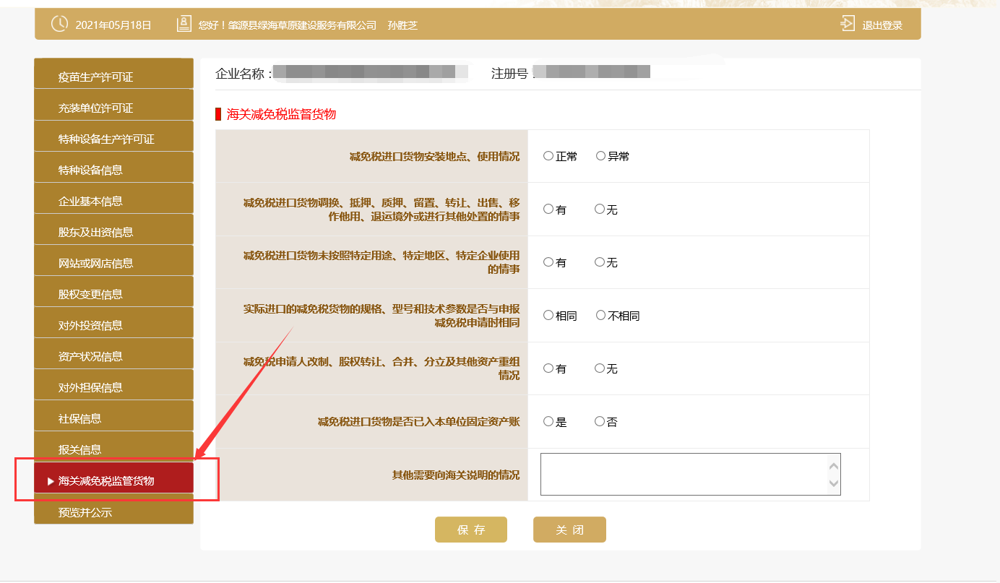 2021年05月18日 您好！肇源县绿海草原建设服务有限公司 孙胜芝 退出登录
疫苗生产许可证
充装单位许可证
特种设备生产许可证
特种设备信息
企业基本信息
股东及出资信息
网站或网店信息
股权变更信息
对外投资信息
资产状况信息
对外担保信息
社保信息
报关信息
海关减免税监管货物
预览并公示
企业名称： 注册号：
海关减免税监督货物
减免税进口货物安装地点、使用情况 正常 异常
减免税进口货物调换、抵押、质押、留置、转让、出售、移
作他用、退运境外或进行其他处置的情事 有 无
减免税进口货物未按照特定用途、特定地区、特定企业使用
的情事 有 无
实际进口的减免税货物的规格、型号和技术参数是否与申报
减免税申请时相同 相同 不相同
减免税申请人改制、股权转让、合并、分立及其他资产重组
情况 有 无
减免税进口货物是否已入本单位固定资产账 是 否
其他需要向海关说明的情况
保 存 关 闭